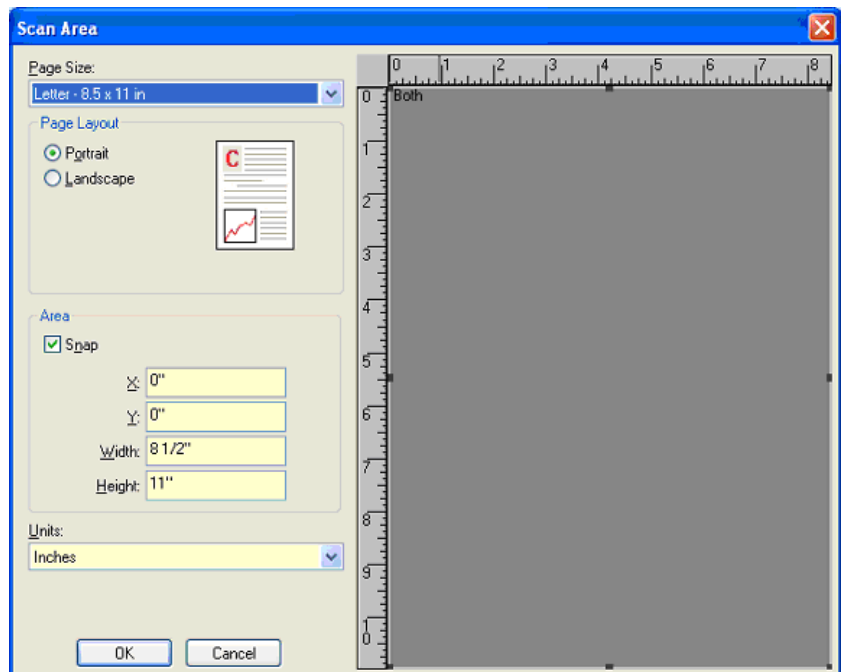 Scan Area
Page Size:
Letter - 8.5 x 11 in
Page Layout
Portrait
Landscape
C
Area
Snap
X: 0"
Y: 0"
Width: 8 1/2"
Height: 11"
Units:
Inches
OK Cancel
0 1 2 3 4 5 6 7 8
Both
0
1
2
3
4
5
6
7
8
9
10